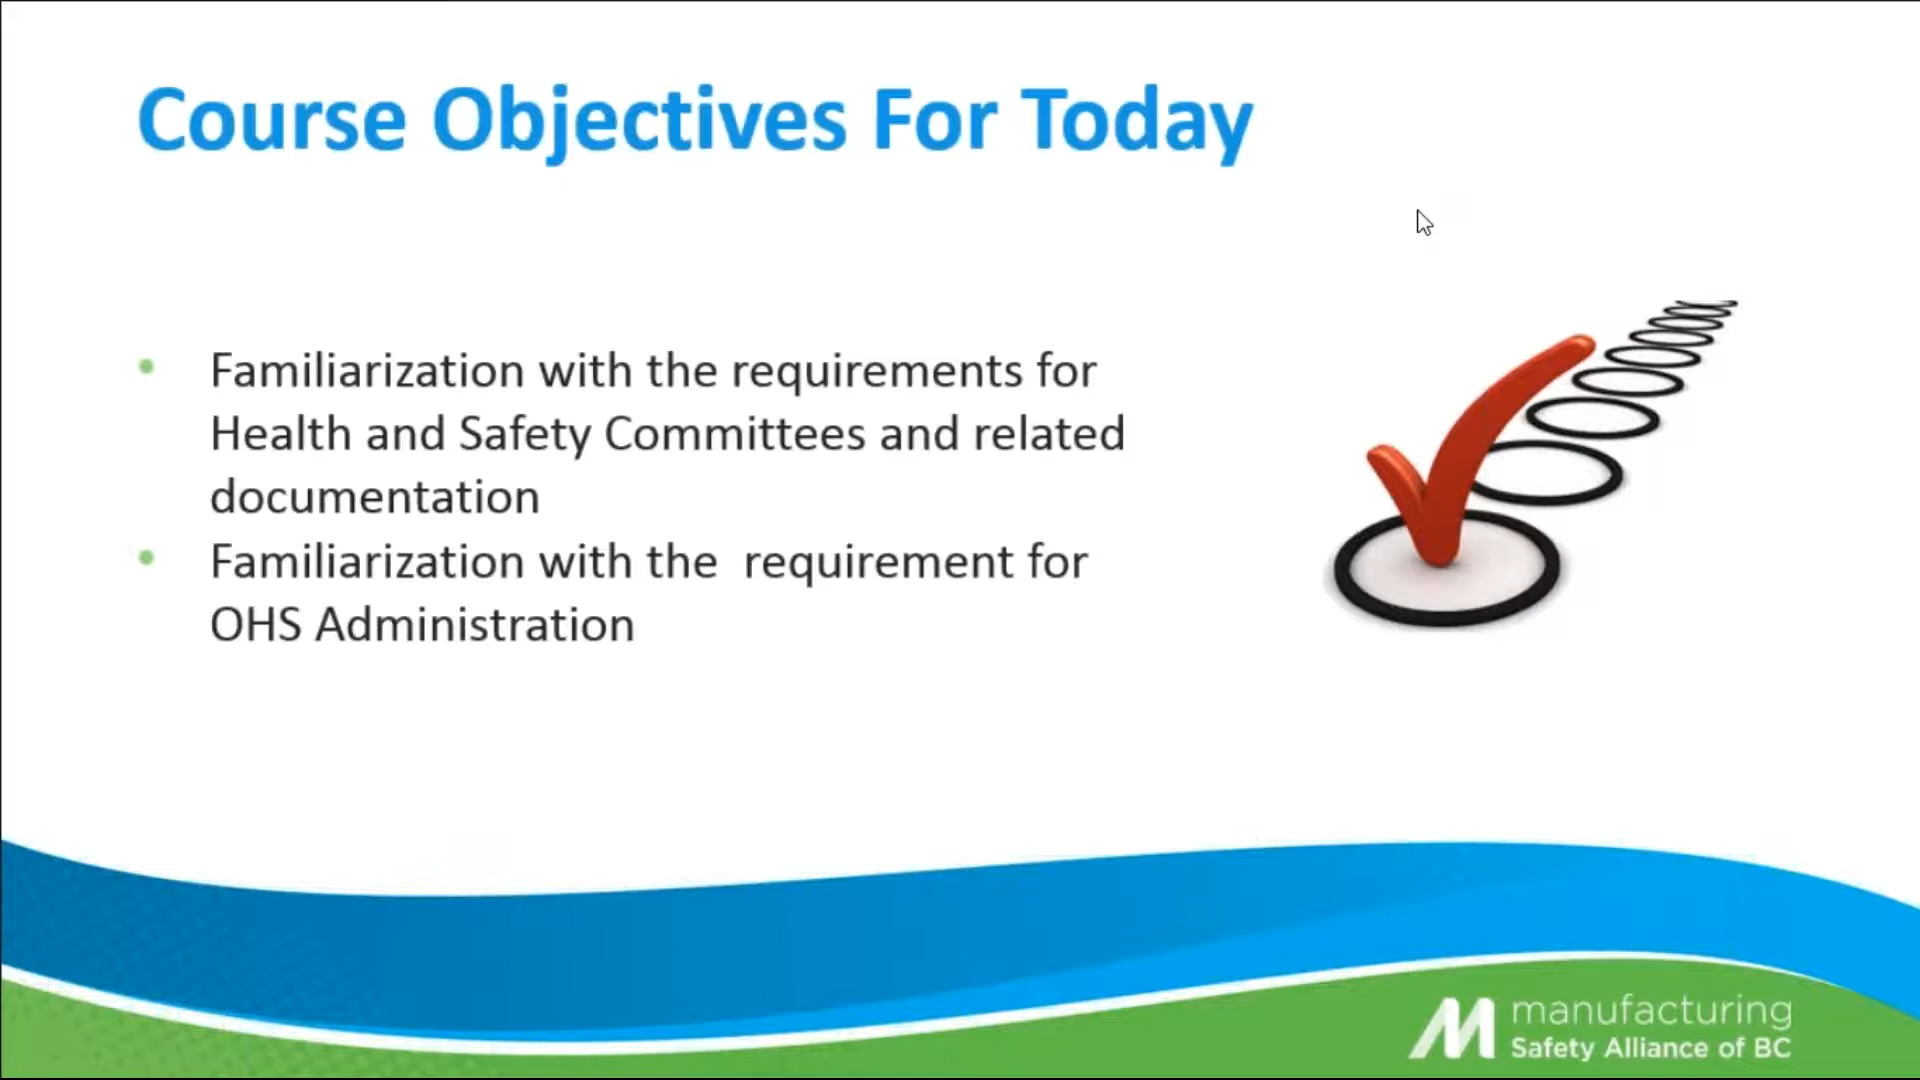 Course Objectives For Today
• Familiarization with the requirements for
Health and Safety Committees and related
documentation
• Familiarization with the  requirement for
OHS Administration
manufacturing
Safety Alliance of BC